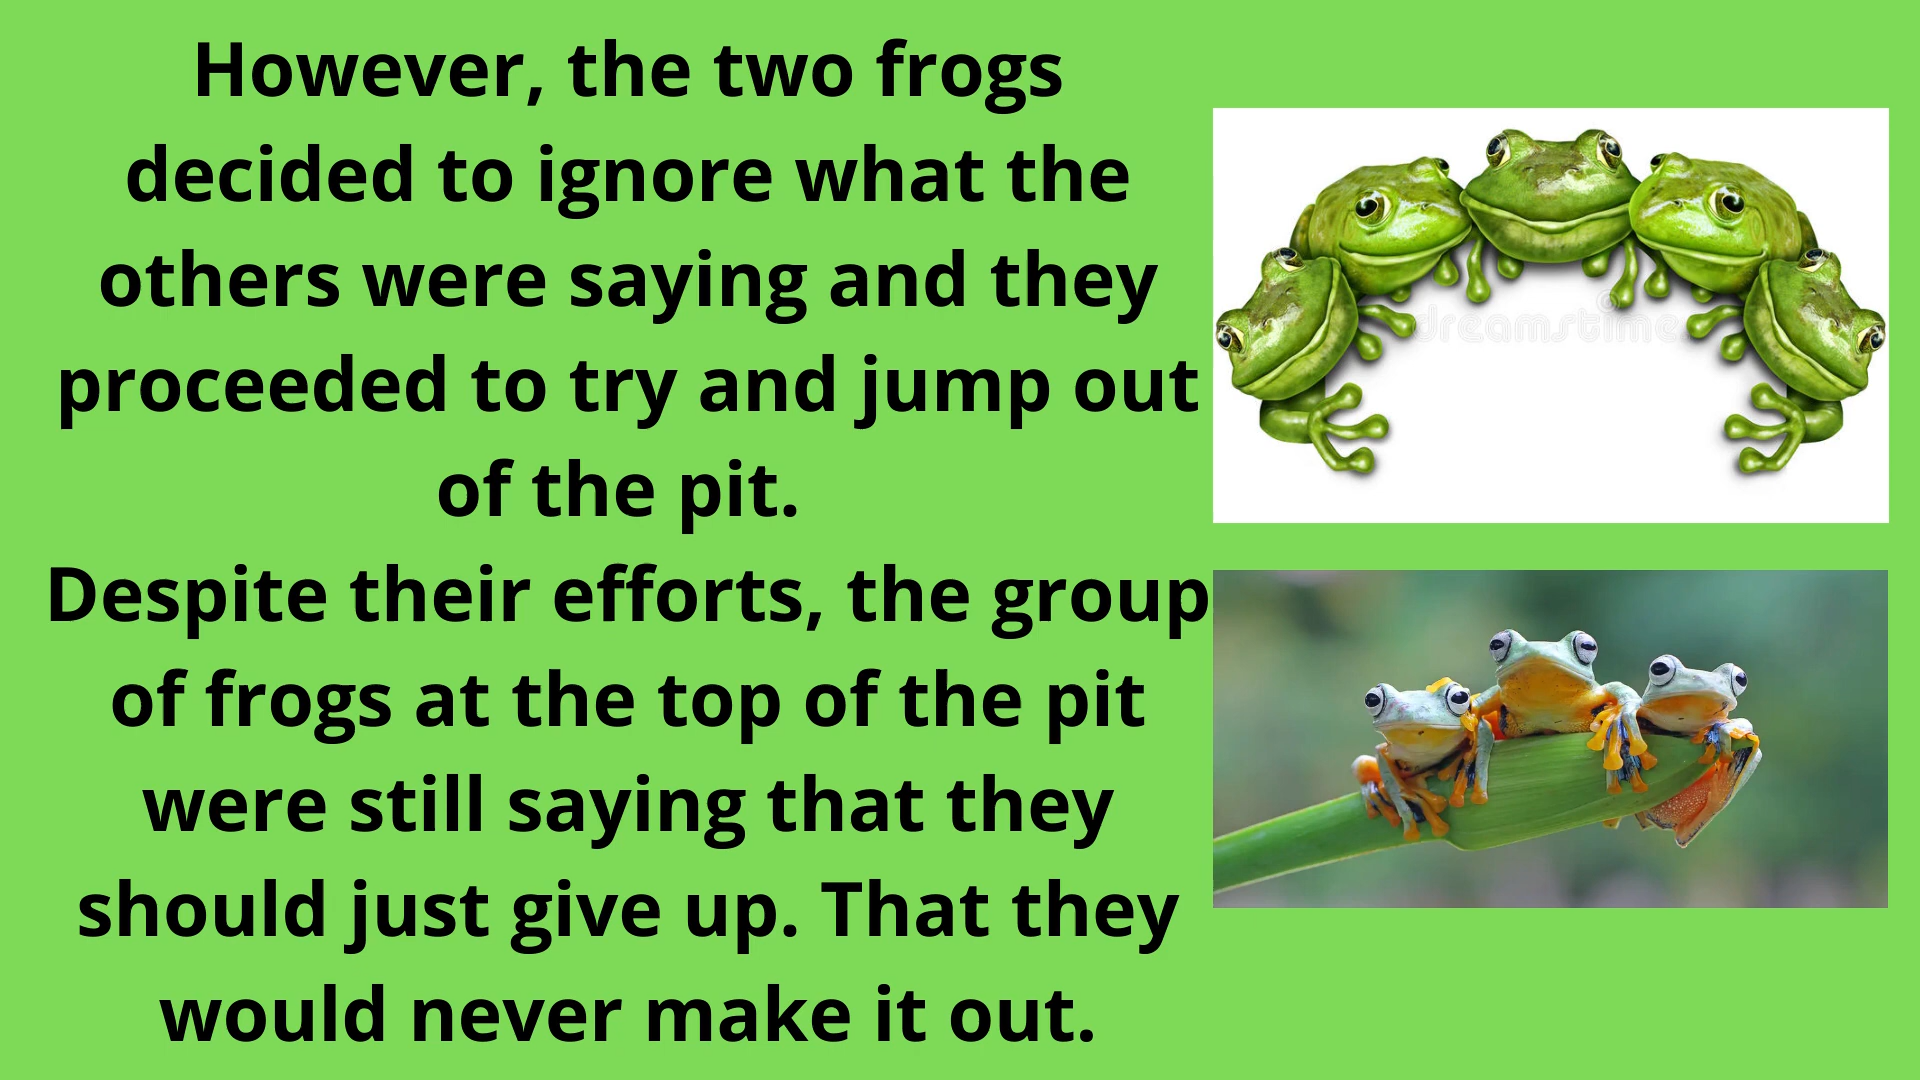 However, the two frogs
decided to ignore what the
others were saying and they
proceeded to try and jump out
of the pit.
Despite their efforts, the group
of frogs at the top of the pit
were still saying that they
should just give up. That they
would never make it out.
dreamstime